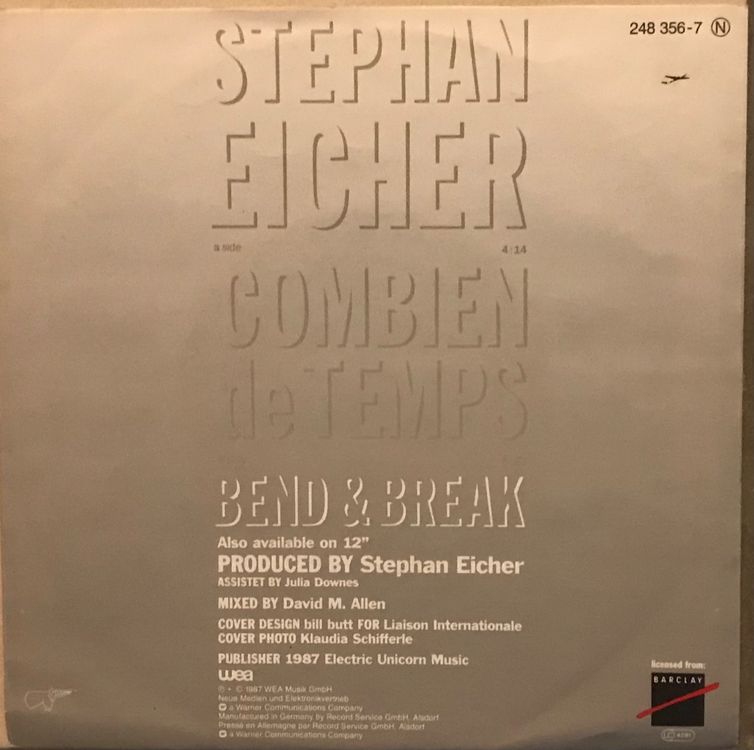 248 356-7 Ⓝ
STEPHAN
EICHER
a side 4:14
COMBIEN
de TEMPS
BEND & BREAK
Also available on 12"
PRODUCED BY Stephan Eicher
ASSISTET BY Julia Downes
MIXED BY David M. Allen
COVER DESIGN bill butt FOR Liaison Internationale
COVER PHOTO Klaudia Schifferle
PUBLISHER 1987 Electric Unicorn Music
wea
℗ + © 1987 WEA Musik GmbH
Neue Medien und Elektronikvertrieb
a Warner Communications Company
Manufactured in Germany by Record Service GmbH, Alsdorf
Pressé en Allemagne par Record Service GmbH, Alsdorf
a Warner Communications Company
licensed from:
BARCLAY